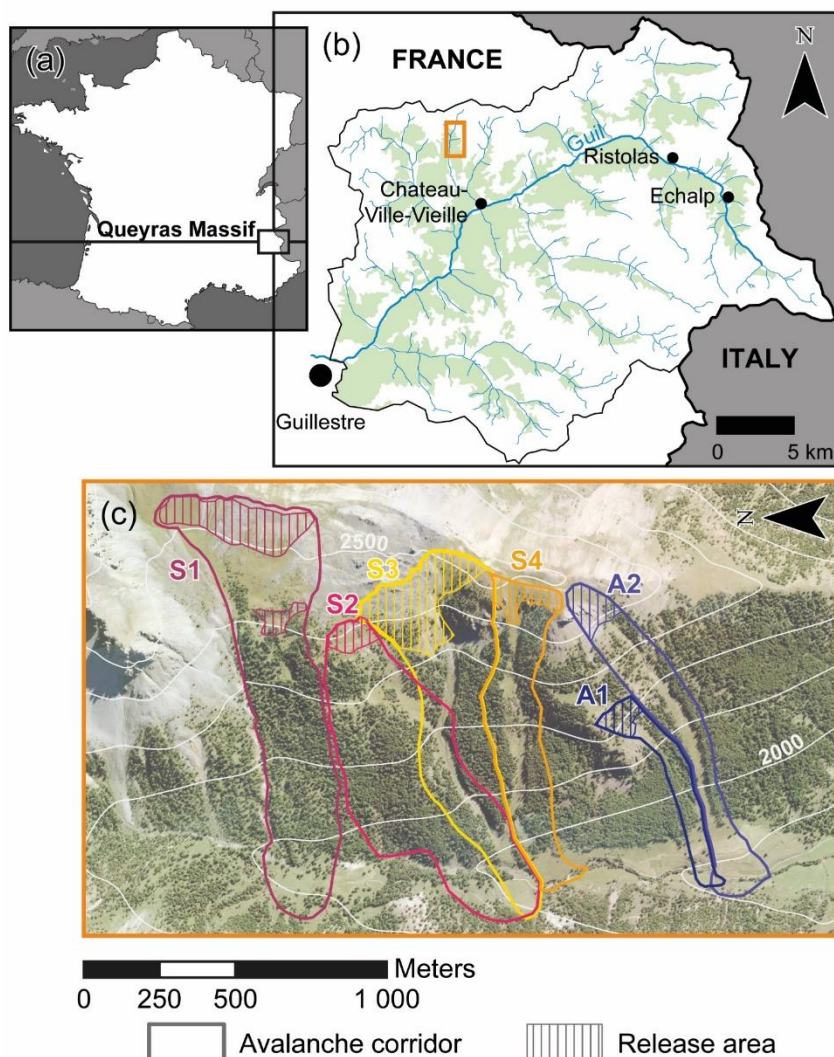 (a)
Queyras Massif
(b)
FRANCE
N
Guil
Ristolas
Chateau-
Ville-Vieille
Echalp
ITALY
Guillestre
0 5 km
(c)
N
2500
S1
S2
S3
S4
A2
A1
2000
Meters
0 250 500 1 000
Avalanche corridor
Release area